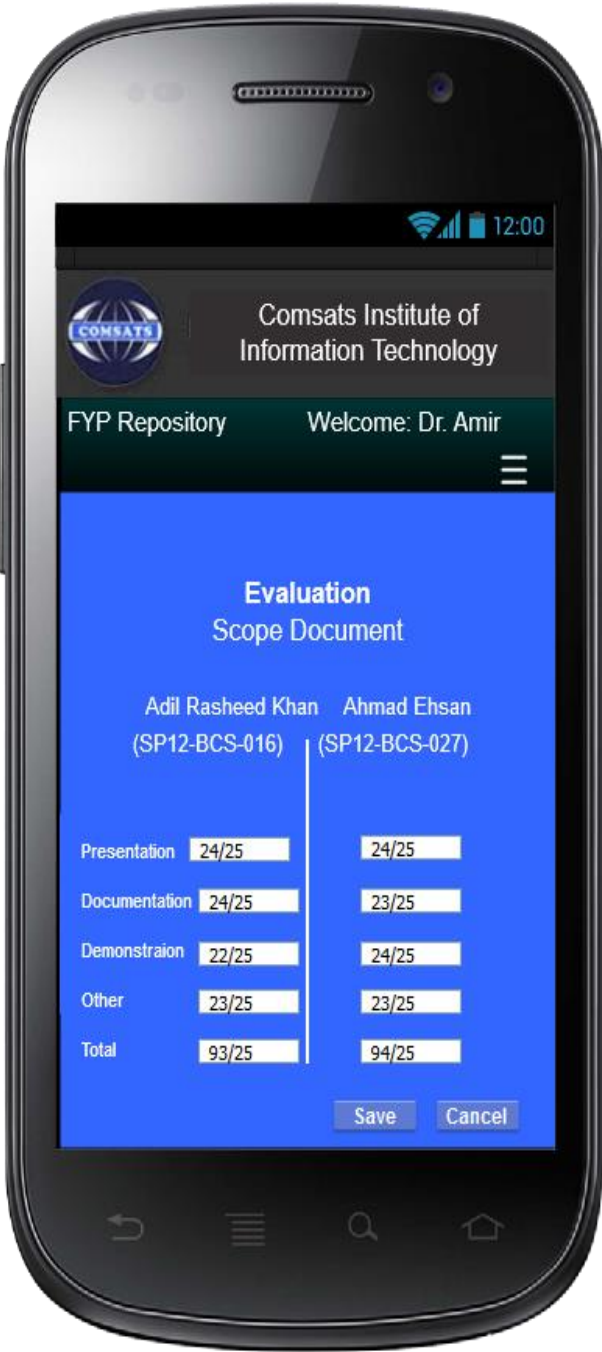 12:00
COMSATS
Comsats Institute of
Information Technology
FYP Repository Welcome: Dr. Amir
Evaluation
Scope Document
Adil Rasheed Khan Ahmad Ehsan
(SP12-BCS-016) (SP12-BCS-027)
Presentation 24/25 24/25
Documentation 24/25 23/25
Demonstraion 22/25 24/25
Other 23/25 23/25
Total 93/25 94/25
Save Cancel